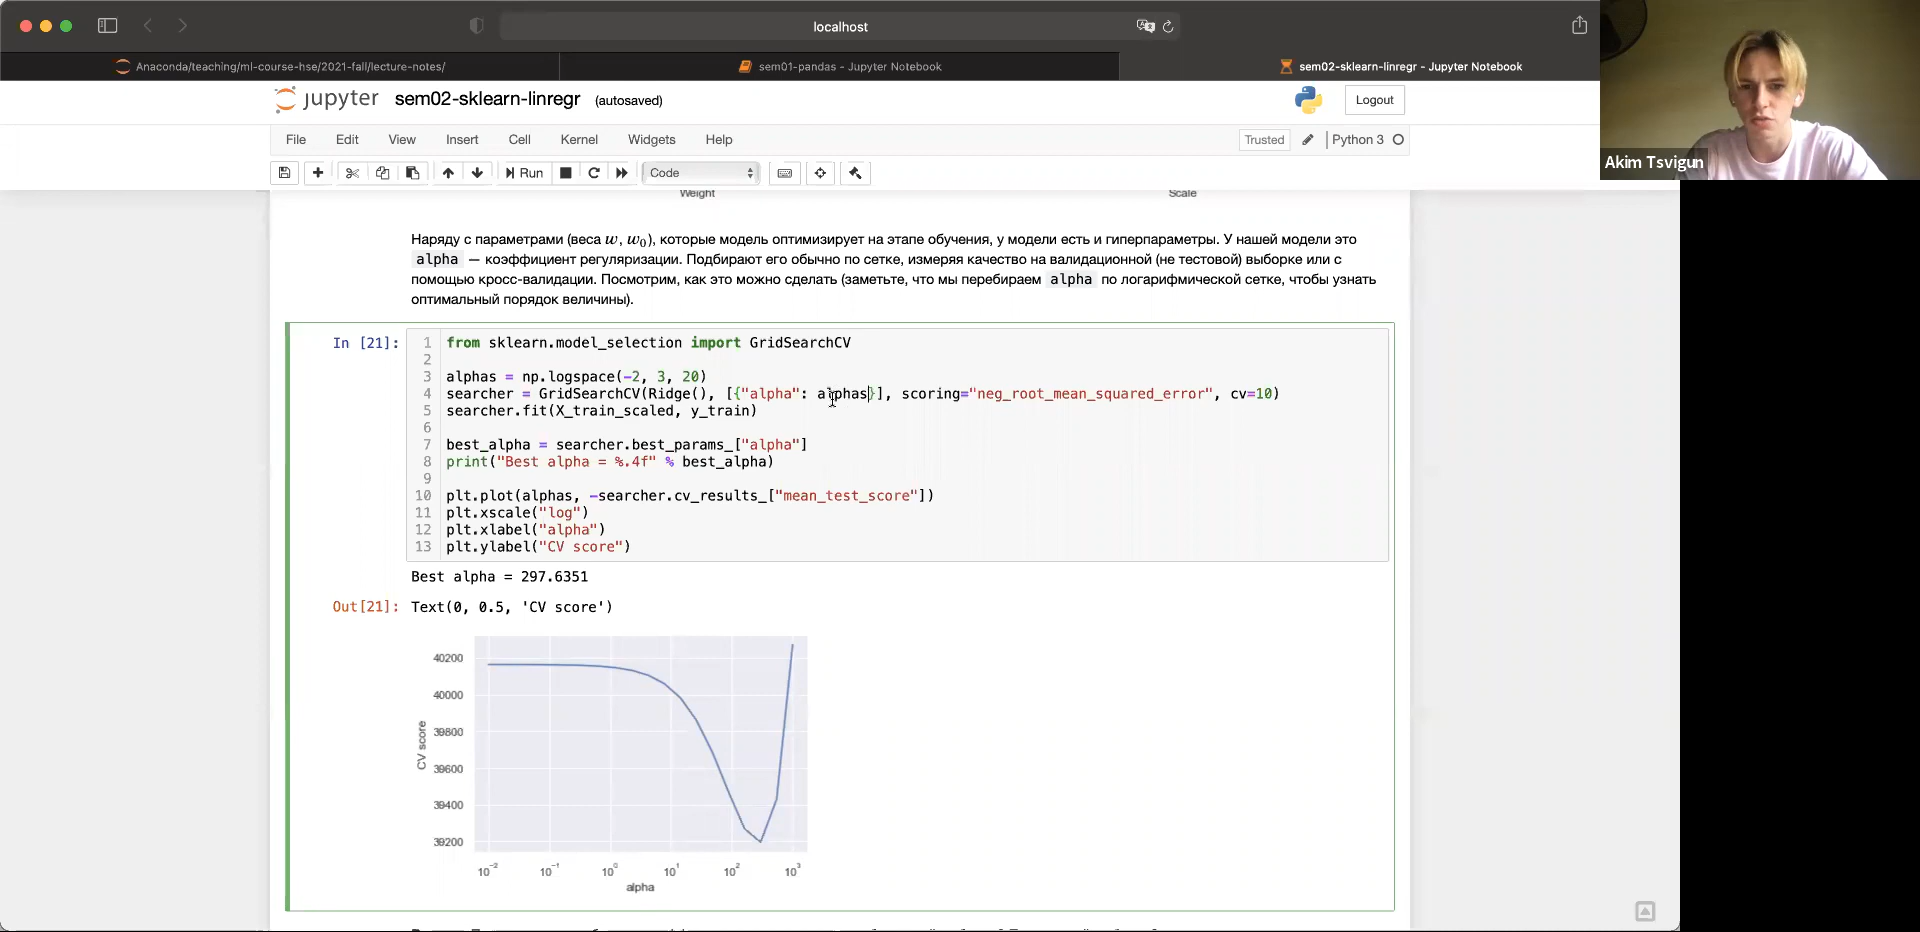 localhost
Anaconda/teaching/ml-course-hse/2021-fall/lecture-notes/
sem01-pandas - Jupyter Notebook
sem02-sklearn-linregr - Jupyter Notebook
jupyter sem02-sklearn-linregr (autosaved)
Logout
File Edit View Insert Cell Kernel Widgets Help
Trusted
Python 3
Run
Code
Akim Tsvigun
Weight
Scale
Наряду с параметрами (веса w, w0), которые модель оптимизирует на этапе обучения, у модели есть и гиперпараметры. У нашей модели это
alpha — коэффициент регуляризации. Подбирают его обычно по сетке, измеряя качество на валидационной (не тестовой) выборке или с
помощью кросс-валидации. Посмотрим, как это можно сделать (заметьте, что мы перебираем alpha по логарифмической сетке, чтобы узнать
оптимальный порядок величины).
In [21]:
1 from sklearn.model_selection import GridSearchCV
2
3 alphas = np.logspace(-2, 3, 20)
4 searcher = GridSearchCV(Ridge(), [{"alpha": alphas}], scoring="neg_root_mean_squared_error", cv=10)
5 searcher.fit(X_train_scaled, y_train)
6
7 best_alpha = searcher.best_params_["alpha"]
8 print("Best alpha = %.4f" % best_alpha)
9
10 plt.plot(alphas, -searcher.cv_results_["mean_test_score"])
11 plt.xscale("log")
12 plt.xlabel("alpha")
13 plt.ylabel("CV score")
Best alpha = 297.6351
Out[21]: Text(0, 0.5, 'CV score')
40200
40000
39800
39600
39400
39200
CV score
10⁻² 10⁻¹ 10⁰ 10¹ 10² 10³
alpha